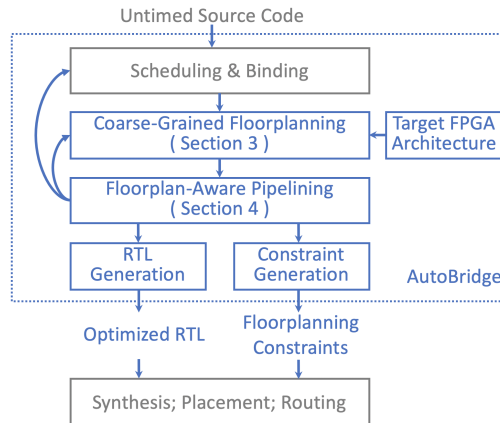 Untimed Source Code
Scheduling & Binding
Coarse-Grained Floorplanning
( Section 3 )
Target FPGA
Architecture
Floorplan-Aware Pipelining
( Section 4 )
RTL
Generation
Constraint
Generation
AutoBridge
Optimized RTL
Floorplanning
Constraints
Synthesis; Placement; Routing